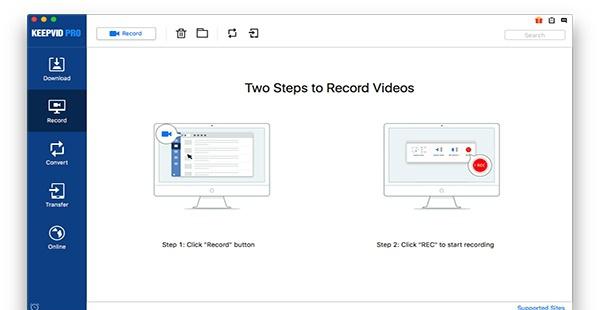 KEEPVID PRO
Record
Search
Download
Record
Convert
Transfer
Online
Two Steps to Record Videos
REC
Step 1: Click "Record" button
Step 2: Click "REC" to start recording
Supported Sites